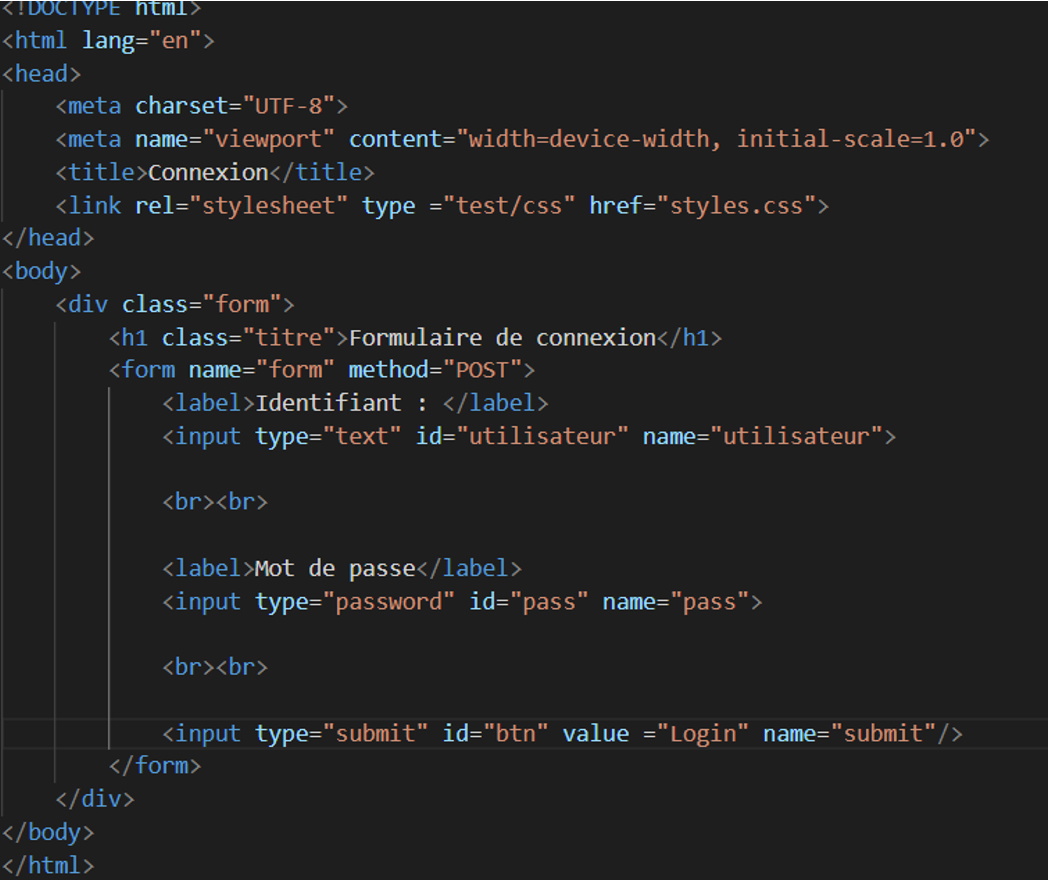 <!DOCTYPE html>
<html lang="en">
<head>
    <meta charset="UTF-8">
    <meta name="viewport" content="width=device-width, initial-scale=1.0">
    <title>Connexion</title>
    <link rel="stylesheet" type ="test/css" href="styles.css">
</head>
<body>
    <div class="form">
        <h1 class="titre">Formulaire de connexion</h1>
        <form name="form" method="POST">
            <label>Identifiant : </label>
            <input type="text" id="utilisateur" name="utilisateur">
            <br><br>
            <label>Mot de passe</label>
            <input type="password" id="pass" name="pass">
            <br><br>
            <input type="submit" id="btn" value ="Login" name="submit"/>
        </form>
    </div>
</body>
</html>